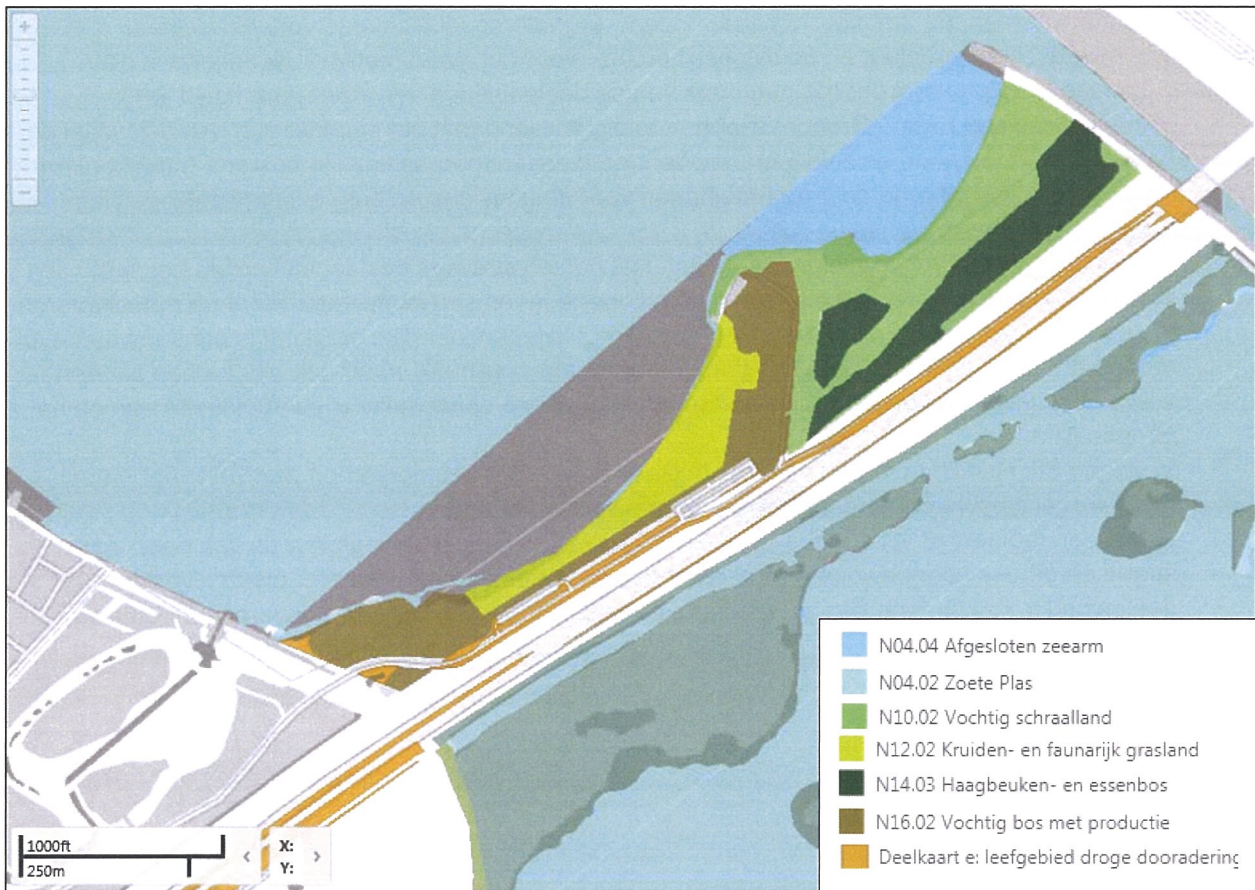 +
−
N04.04 Afgesloten zeearm
N04.02 Zoete Plas
N10.02 Vochtig schraalland
N12.02 Kruiden- en faunarijk grasland
N14.03 Haagbeuken- en essenbos
N16.02 Vochtig bos met productie
Deelkaart e: leefgebied droge dooradering
1000ft
250m
‹ X: ›
Y: